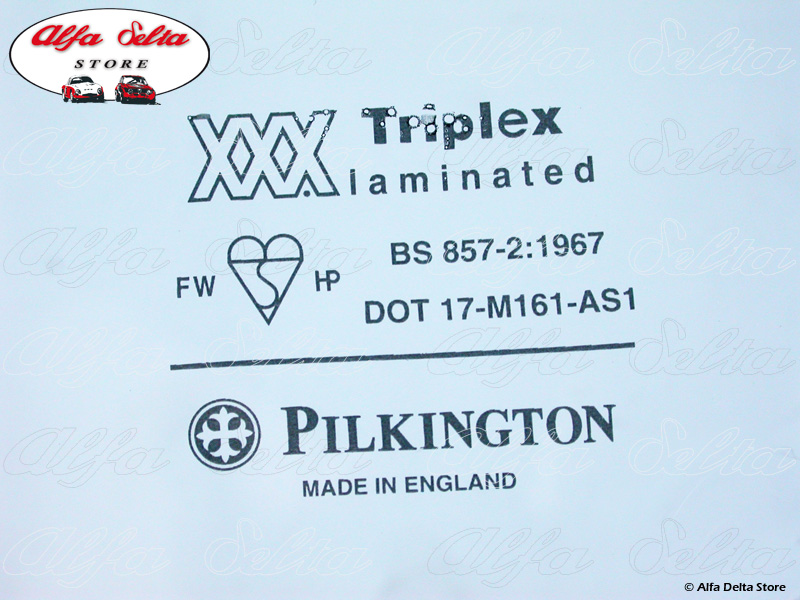 Alfa Delta
STORE
XXX Triplex
laminated
BS 857-2:1967
FW HP
DOT 17-M161-AS1
PILKINGTON
MADE IN ENGLAND
© Alfa Delta Store